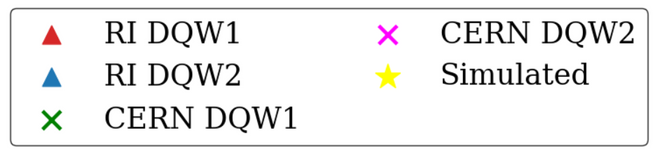 RI DQW1
RI DQW2
CERN DQW1
CERN DQW2
Simulated